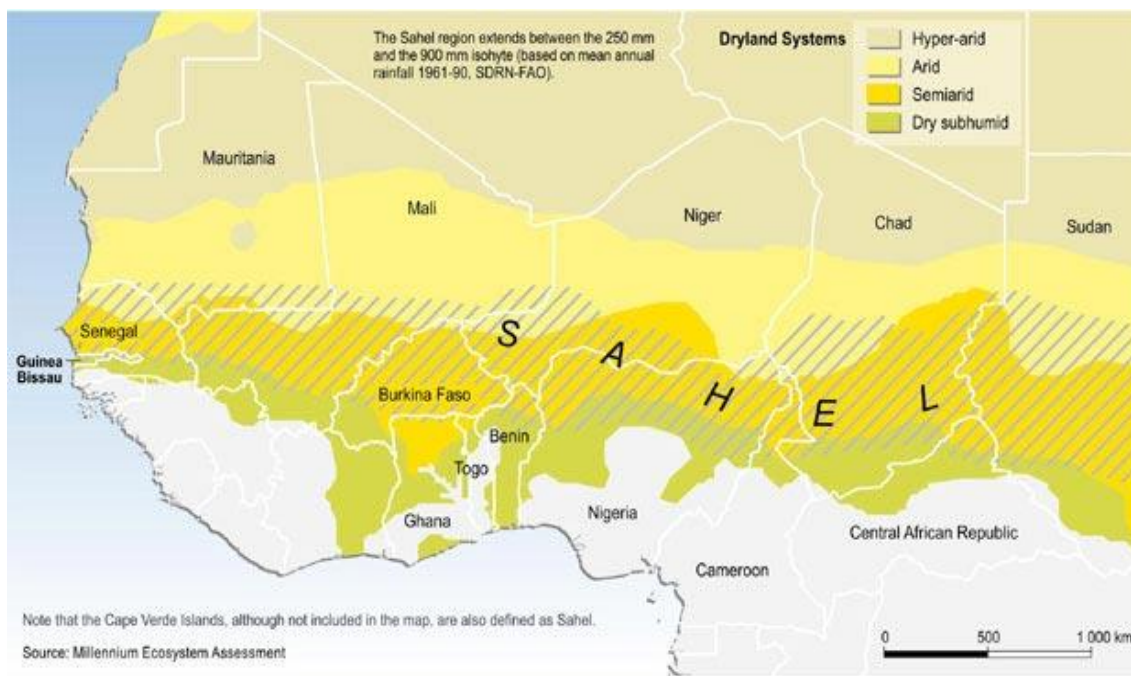 The Sahel region extends between the 250 mm
and the 900 mm isohyte (based on mean annual
rainfall 1961-90, SDRN-FAO).
Dryland Systems
Hyper-arid
Arid
Semiarid
Dry subhumid
Mauritania
Mali
Niger
Chad
Sudan
Senegal
Guinea
Bissau
SAHEL
Burkina Faso
Benin
Togo
Ghana
Nigeria
Cameroon
Central African Republic
Note that the Cape Verde Islands, although not included in the map, are also defined as Sahel.
Source: Millennium Ecosystem Assessment
0 500 1 000 km